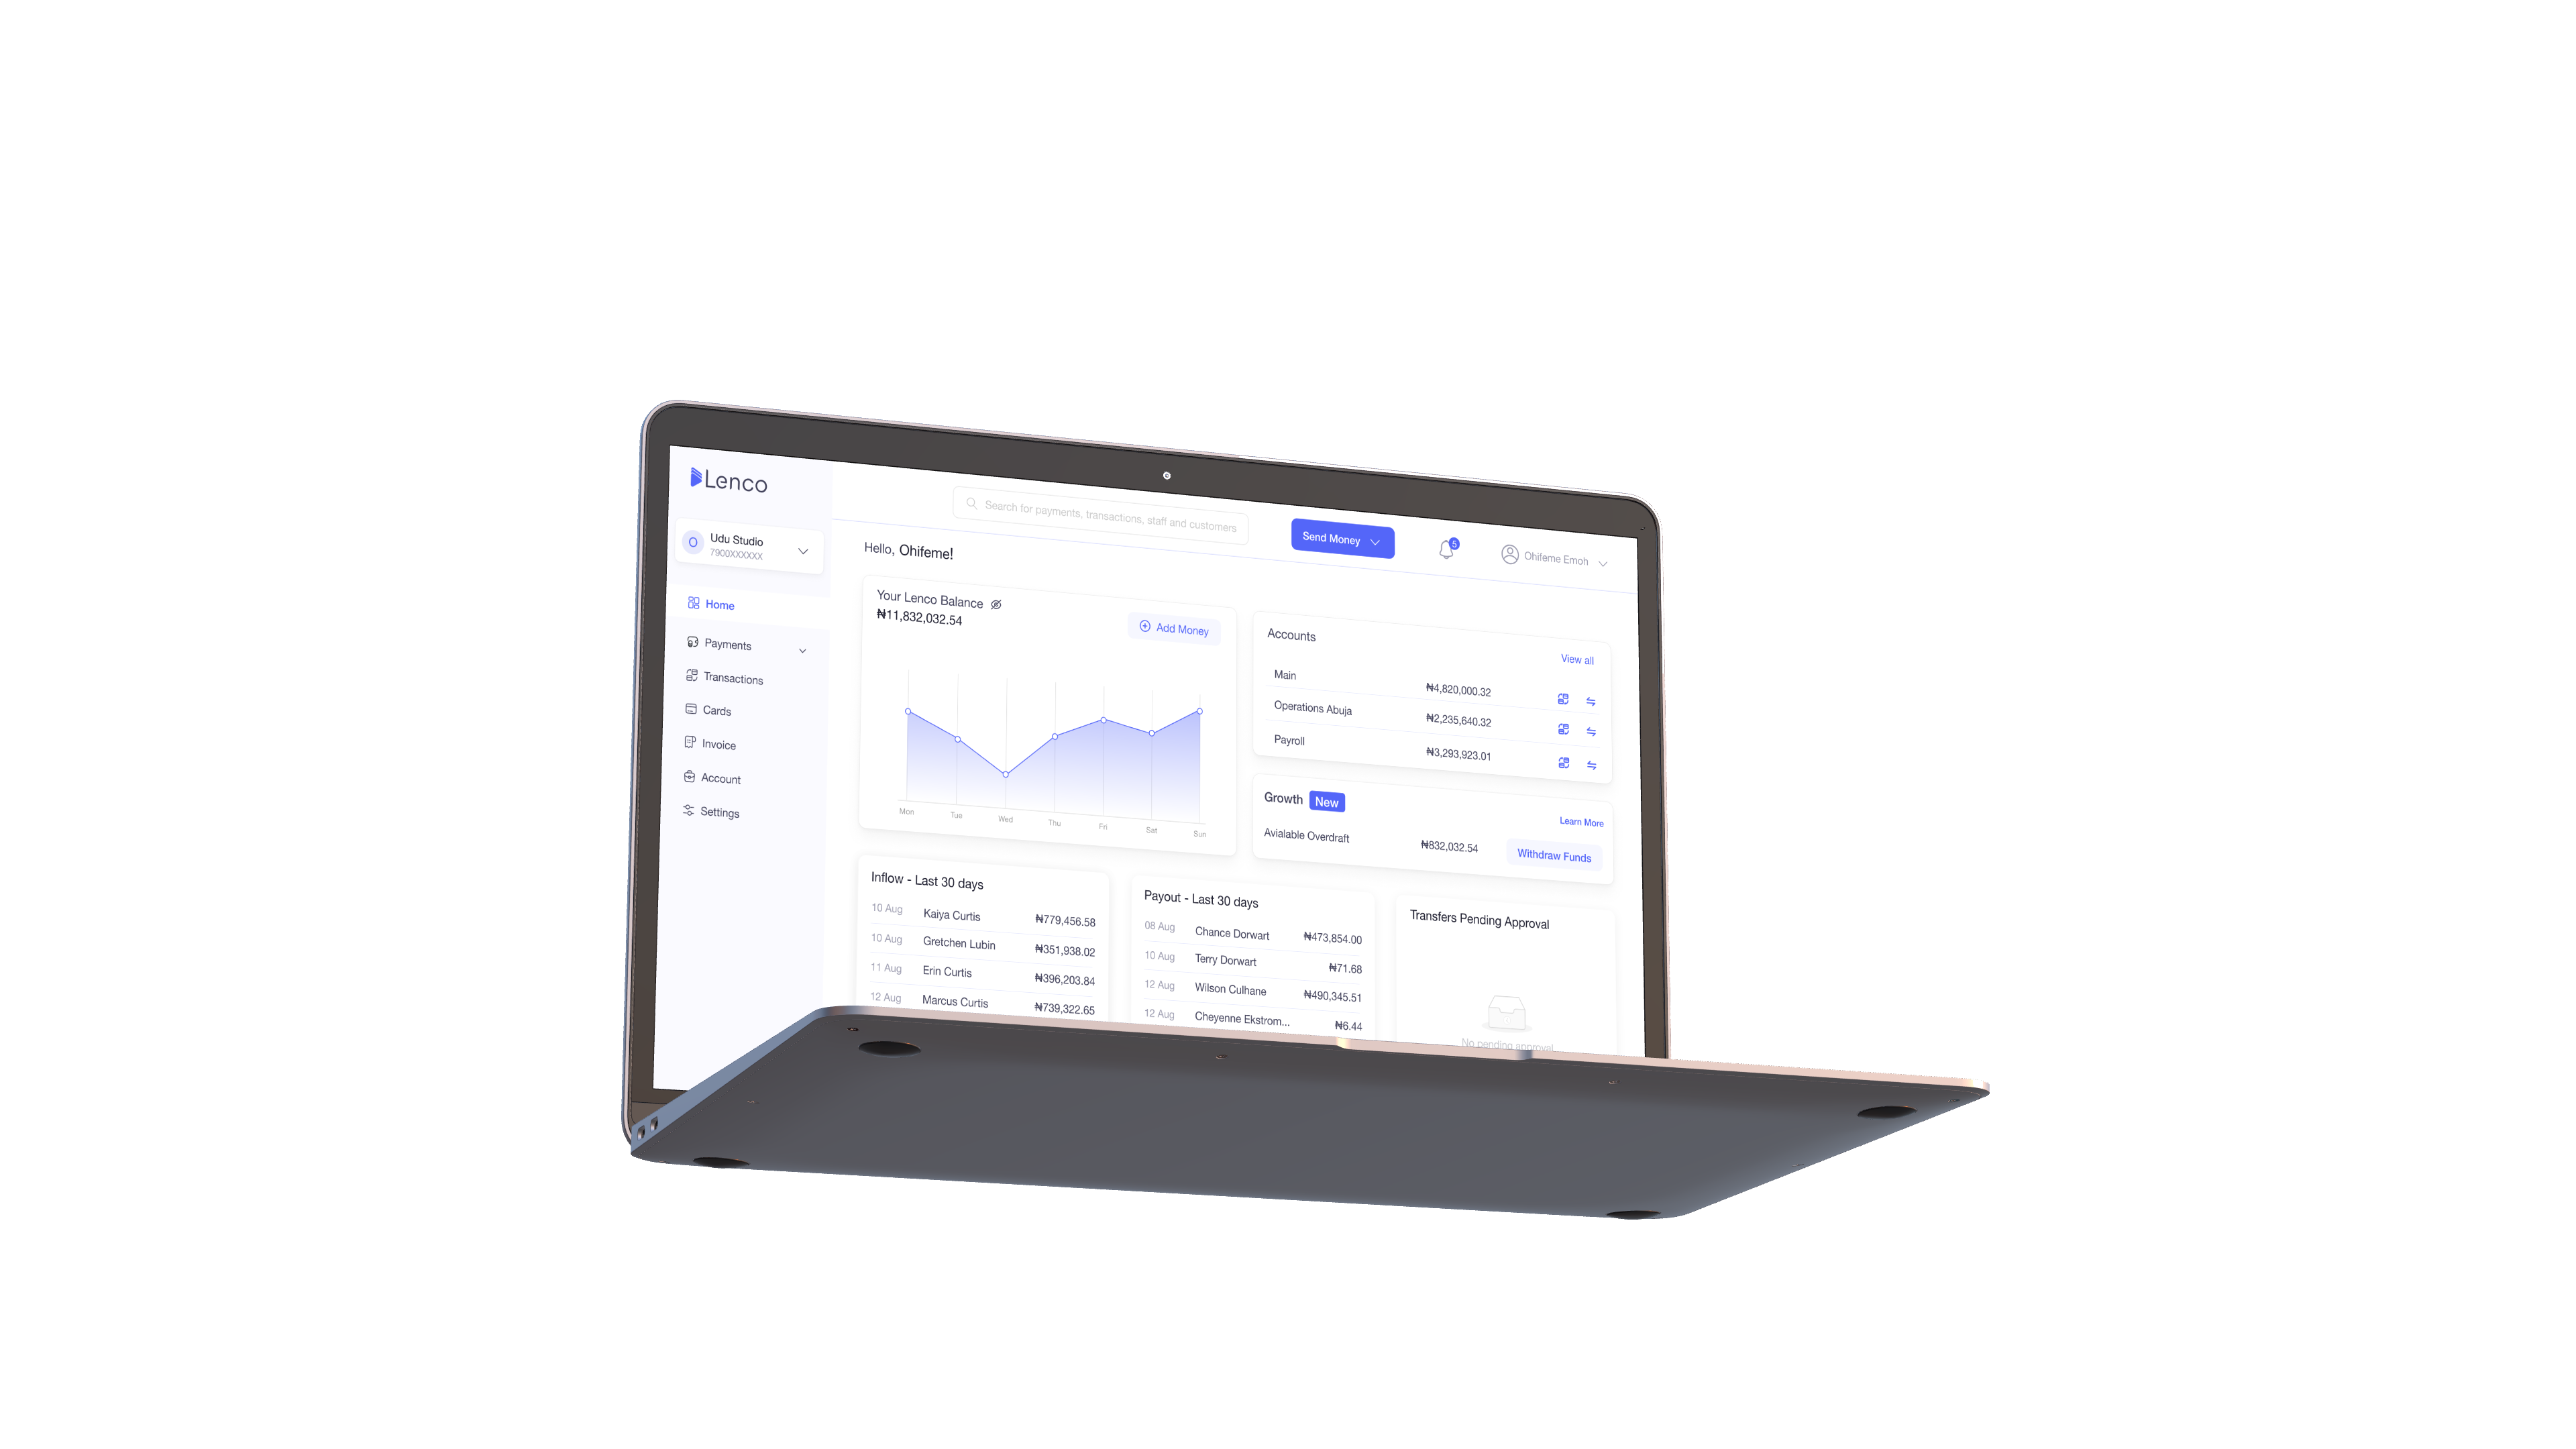 Lenco
Search for payments, transactions, staff and customers
Send Money
5
Ohifeme Emoh
O
Udu Studio
7900XXXXXX
Home
Payments
Transactions
Cards
Invoice
Account
Settings
Hello, Ohifeme!
Your Lenco Balance
₦11,832,032.54
Add Money
Mon Tue Wed Thu Fri Sat Sun
Accounts
View all
Main ₦4,820,000.32
Operations Abuja ₦2,235,640.32
Payroll ₦3,293,923.01
Growth New
Learn More
Avialable Overdraft ₦832,032.54 Withdraw Funds
Inflow - Last 30 days
10 Aug Kaiya Curtis ₦779,456.58
10 Aug Gretchen Lubin ₦351,938.02
11 Aug Erin Curtis ₦396,203.84
12 Aug Marcus Curtis ₦739,322.65
Payout - Last 30 days
08 Aug Chance Dorwart ₦473,854.00
10 Aug Terry Dorwart ₦71.68
12 Aug Wilson Culhane ₦490,345.51
12 Aug Cheyenne Ekstrom... ₦6.44
Transfers Pending Approval
No pending approval